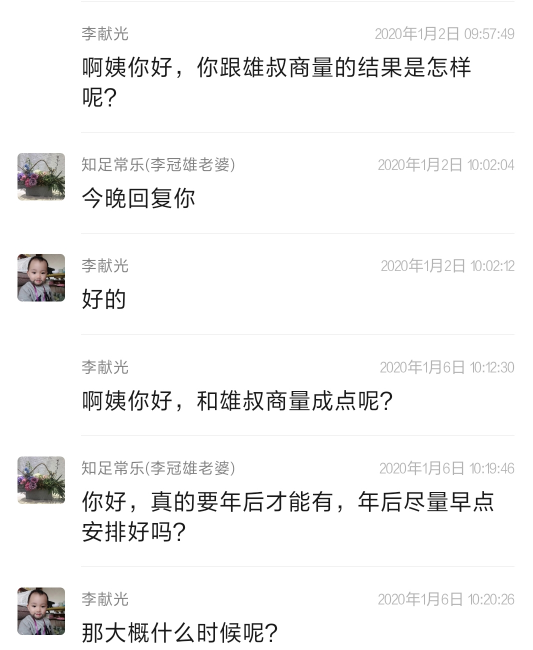 李献光 2020年1月2日 09:57:49
啊姨你好，你跟雄叔商量的结果是怎样
呢？
知足常乐(李冠雄老婆) 2020年1月2日 10:02:04
今晚回复你
李献光 2020年1月2日 10:02:12
好的
李献光 2020年1月6日 10:12:30
啊姨你好，和雄叔商量成点呢？
知足常乐(李冠雄老婆) 2020年1月6日 10:19:46
你好，真的要年后才能有，年后尽量早点
安排好吗？
李献光 2020年1月6日 10:20:26
那大概什么时候呢？